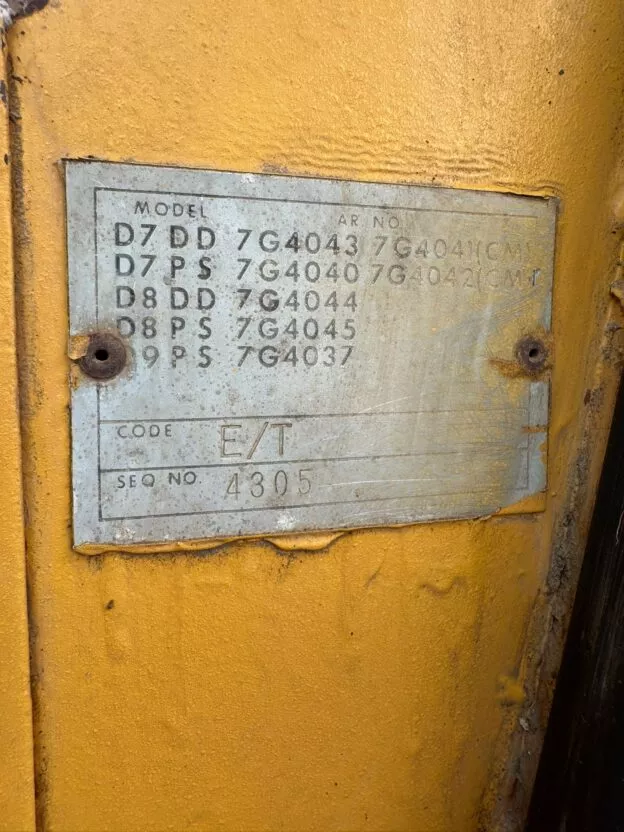 MODEL AR NO
D7 DD 7G4043 7G4041(CM)
D7 PS 7G4040 7G4042(CM)
D8 DD 7G4044
D8 PS 7G4045
D9 PS 7G4037
CODE E/T
SEQ NO. 4305